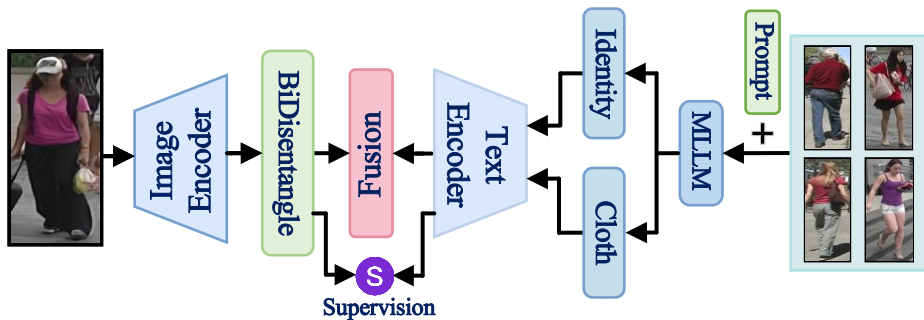 Image
Encoder
BiDisentangle
Fusion
Text
Encoder
S
Supervision
Identity
Cloth
MLLM
Prompt
+